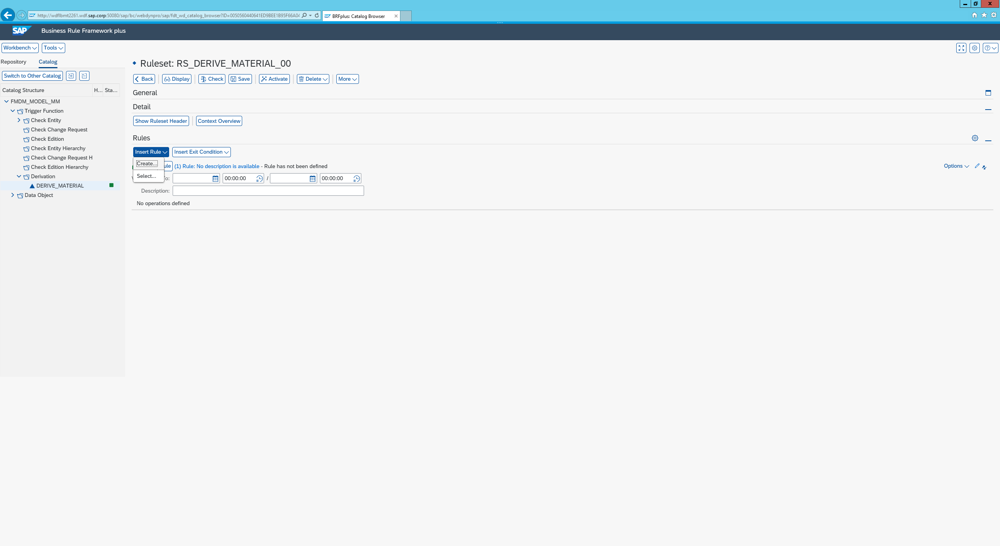 http://wdflbmt2261.wdf.sap.corp:50080/sap/bc/webdynpro/sap/fdt_wd_catalog_browser?ID=0050560440641ED9BEE1B95F66A04
BRFplus: Catalog Browser
SAP Business Rule Framework plus
Workbench Tools
Repository Catalog
Switch to Other Catalog
Catalog Structure H... Sta...
FMDM_MODEL_MM
Trigger Function
Check Entity
Check Change Request
Check Edition
Check Entity Hierarchy
Check Change Request H
Check Edition Hierarchy
Derivation
DERIVE_MATERIAL
Data Object
Ruleset: RS_DERIVE_MATERIAL_00
Back Display Check Save Activate Delete More
General
Detail
Show Ruleset Header Context Overview
Rules
Insert Rule Insert Exit Condition
Create...
Select...
ule (1) Rule: No description is available - Rule has not been defined Options
To: 00:00:00 / 00:00:00
Description:
No operations defined